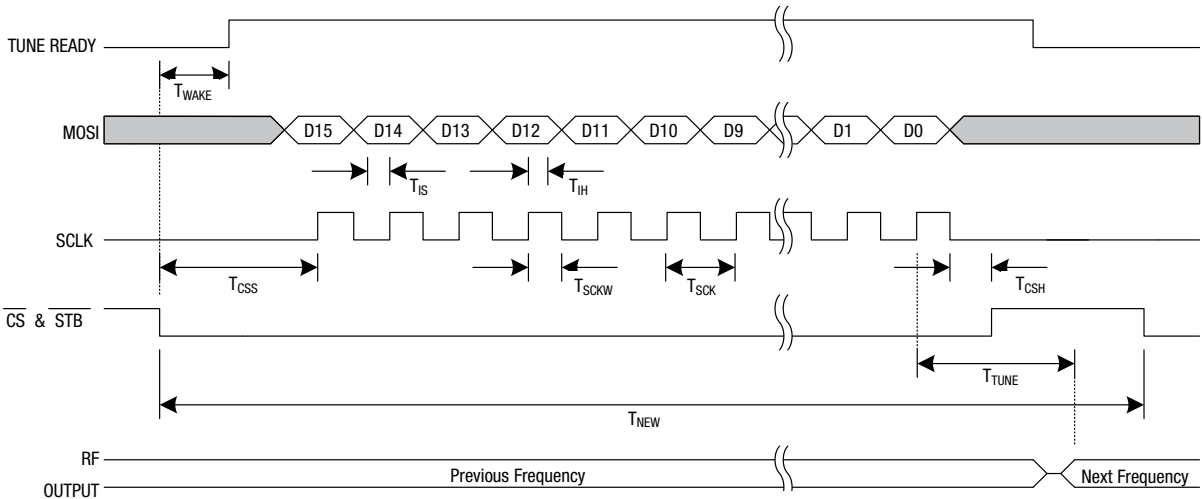 TUNE READY
T_WAKE
MOSI D15 D14 D13 D12 D11 D10 D9 D1 D0
T_IS T_IH
SCLK
T_CSS T_SCKW T_SCK T_CSH
CS & STB
T_TUNE
T_NEW
RF
Previous Frequency Next Frequency
OUTPUT